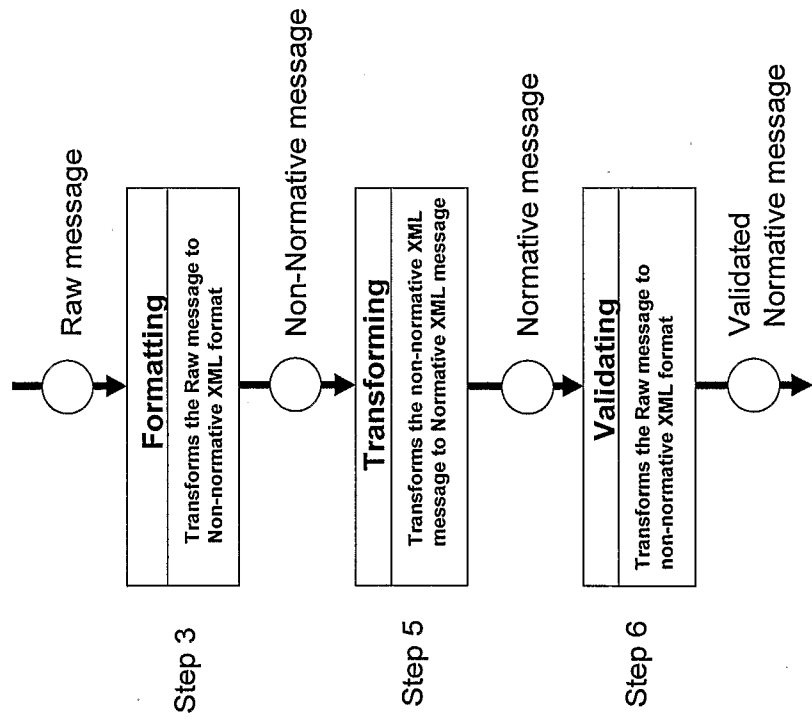 Raw message
Step 3
Formatting
Transforms the Raw message to
Non-normative XML format
Non-Normative message
Step 5
Transforming
Transforms the non-normative XML
message to Normative XML message
Normative message
Step 6
Validating
Transforms the Raw message to
non-normative XML format
Validated
Normative message